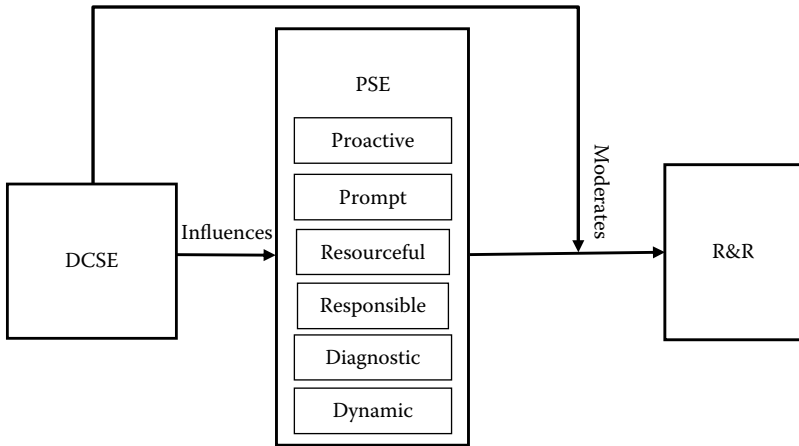 PSE
Proactive
Prompt
Resourceful
Responsible
Diagnostic
Dynamic
DCSE
Influences
Moderates
R&R